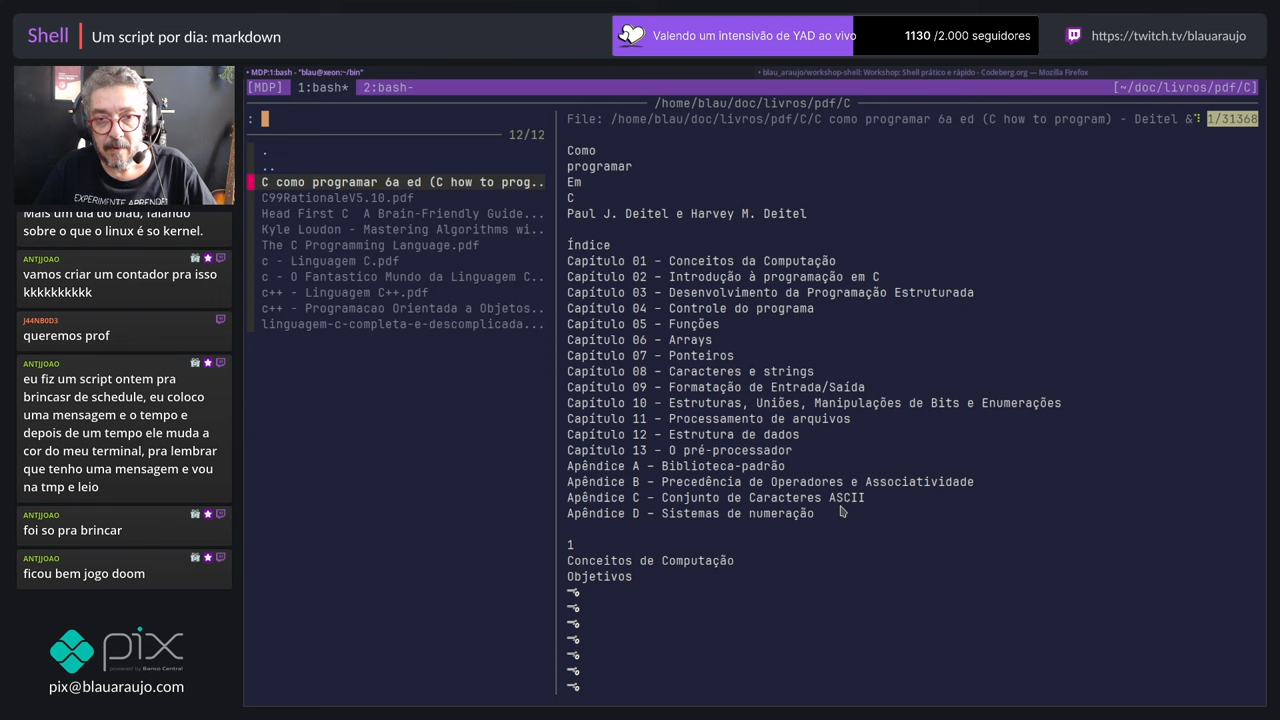 Shell
Um script por dia: markdown
Valendo um intensivão de YAD ao vivo
1130 /2.000 seguidores
https://twitch.tv/blauaraujo
• MDP:1:bash- "blau@xeon:~/bin"
• blau_araujo/workshop-shell: Workshop: Shell prático e rápido - Codeberg.org — Mozilla Firefox
[MDP] 1:bash* 2:bash-
[~/doc/livros/pdf/C]
/home/blau/doc/livros/pdf/C
:
12/12
.
..
C como programar 6a ed (C how to prog..
C99RationaleV5.10.pdf
Head First C  A Brain-Friendly Guide...
Kyle Loudon - Mastering Algorithms wi..
The C Programming Language.pdf
c - Linguagem C.pdf
c - O Fantastico Mundo da Linguagem C..
c++ - Linguagem C++.pdf
c++ - Programacao Orientada a Objetos..
linguagem-c-completa-e-descomplicada...
File: /home/blau/doc/livros/pdf/C/C como programar 6a ed (C how to program) - Deitel &
1/31368
Como
programar
Em
C
Paul J. Deitel e Harvey M. Deitel
Índice
Capítulo 01 – Conceitos da Computação
Capítulo 02 – Introdução à programação em C
Capítulo 03 – Desenvolvimento da Programação Estruturada
Capítulo 04 – Controle do programa
Capítulo 05 – Funções
Capítulo 06 – Arrays
Capítulo 07 – Ponteiros
Capítulo 08 – Caracteres e strings
Capítulo 09 – Formatação de Entrada/Saída
Capítulo 10 – Estruturas, Uniões, Manipulações de Bits e Enumerações
Capítulo 11 – Processamento de arquivos
Capítulo 12 – Estrutura de dados
Capítulo 13 – O pré-processador
Apêndice A – Biblioteca-padrão
Apêndice B – Precedência de Operadores e Associatividade
Apêndice C – Conjunto de Caracteres ASCII
Apêndice D – Sistemas de numeração
1
Conceitos de Computação
Objetivos
Mais um dia do blau, falando
sobre o que o linux é so kernel.
ANTJJOAO
vamos criar um contador pra isso
kkkkkkkkkk
J44NB0D3
queremos prof
ANTJJOAO
eu fiz um script ontem pra
brincasr de schedule, eu coloco
uma mensagem e o tempo e
depois de um tempo ele muda a
cor do meu terminal, pra lembrar
que tenho uma mensagem e vou
na tmp e leio
ANTJJOAO
foi so pra brincar
ANTJJOAO
ficou bem jogo doom
pix
powered by Banco Central
pix@blauaraujo.com